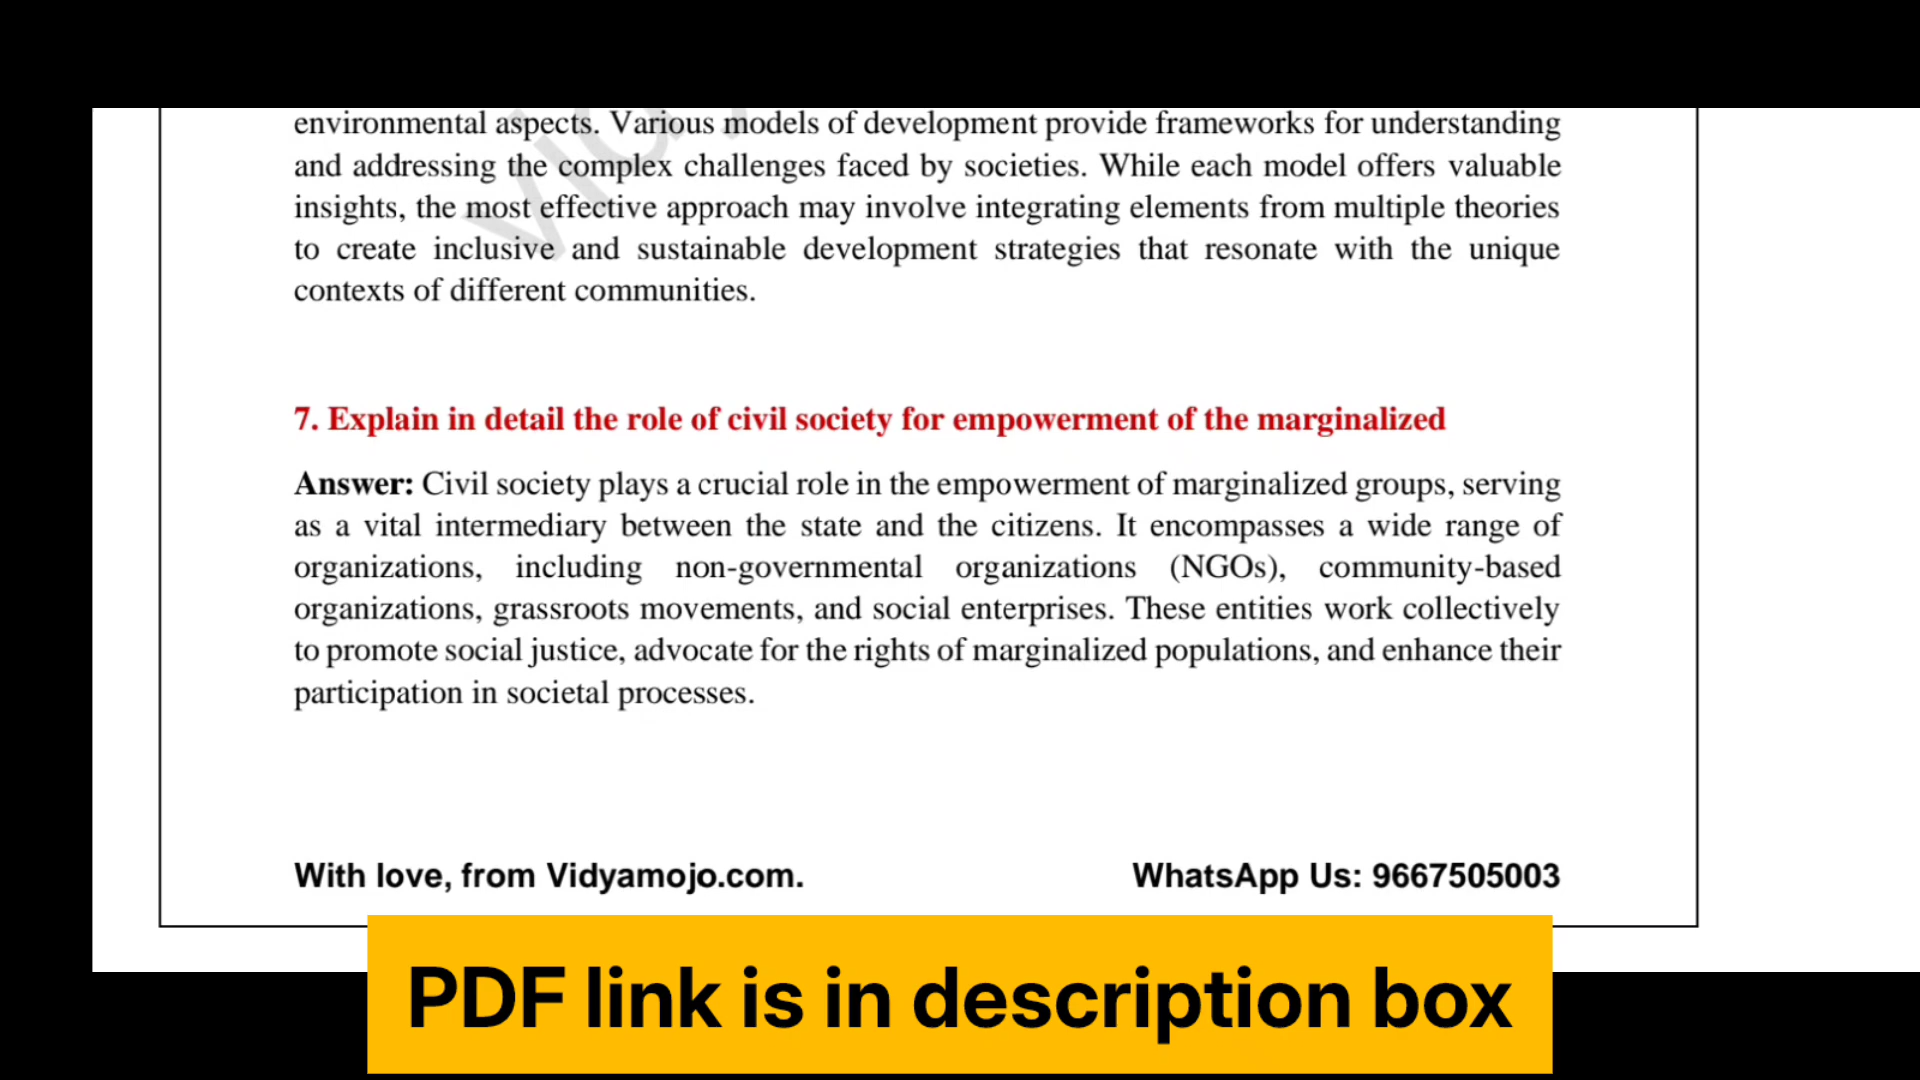 environmental aspects. Various models of development provide frameworks for understanding
and addressing the complex challenges faced by societies. While each model offers valuable
insights, the most effective approach may involve integrating elements from multiple theories
to create inclusive and sustainable development strategies that resonate with the unique
contexts of different communities.
7. Explain in detail the role of civil society for empowerment of the marginalized
Answer: Civil society plays a crucial role in the empowerment of marginalized groups, serving
as a vital intermediary between the state and the citizens. It encompasses a wide range of
organizations, including non-governmental organizations (NGOs), community-based
organizations, grassroots movements, and social enterprises. These entities work collectively
to promote social justice, advocate for the rights of marginalized populations, and enhance their
participation in societal processes.
With love, from Vidyamojo.com.
WhatsApp Us: 9667505003
PDF link is in description box